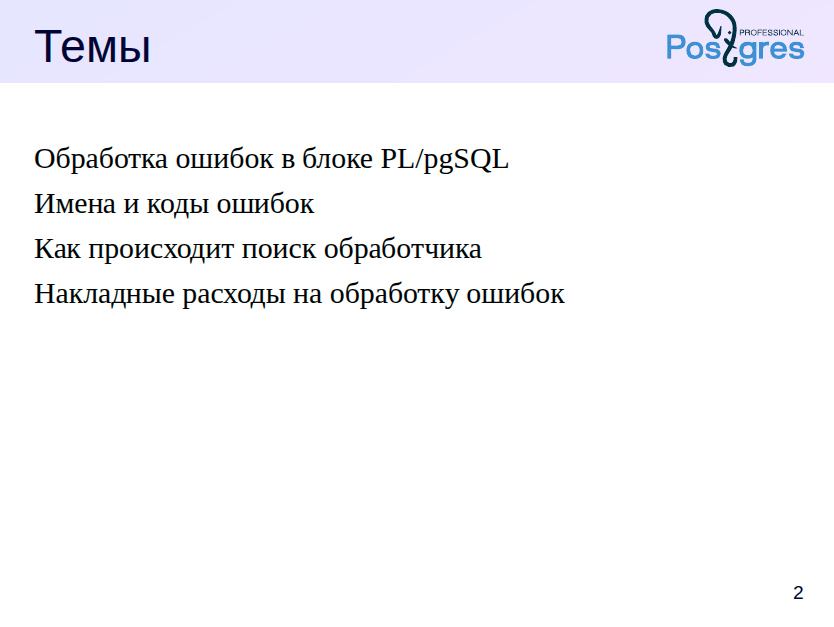 Темы
PROFESSIONAL
Postgres
Обработка ошибок в блоке PL/pgSQL
Имена и коды ошибок
Как происходит поиск обработчика
Накладные расходы на обработку ошибок
2